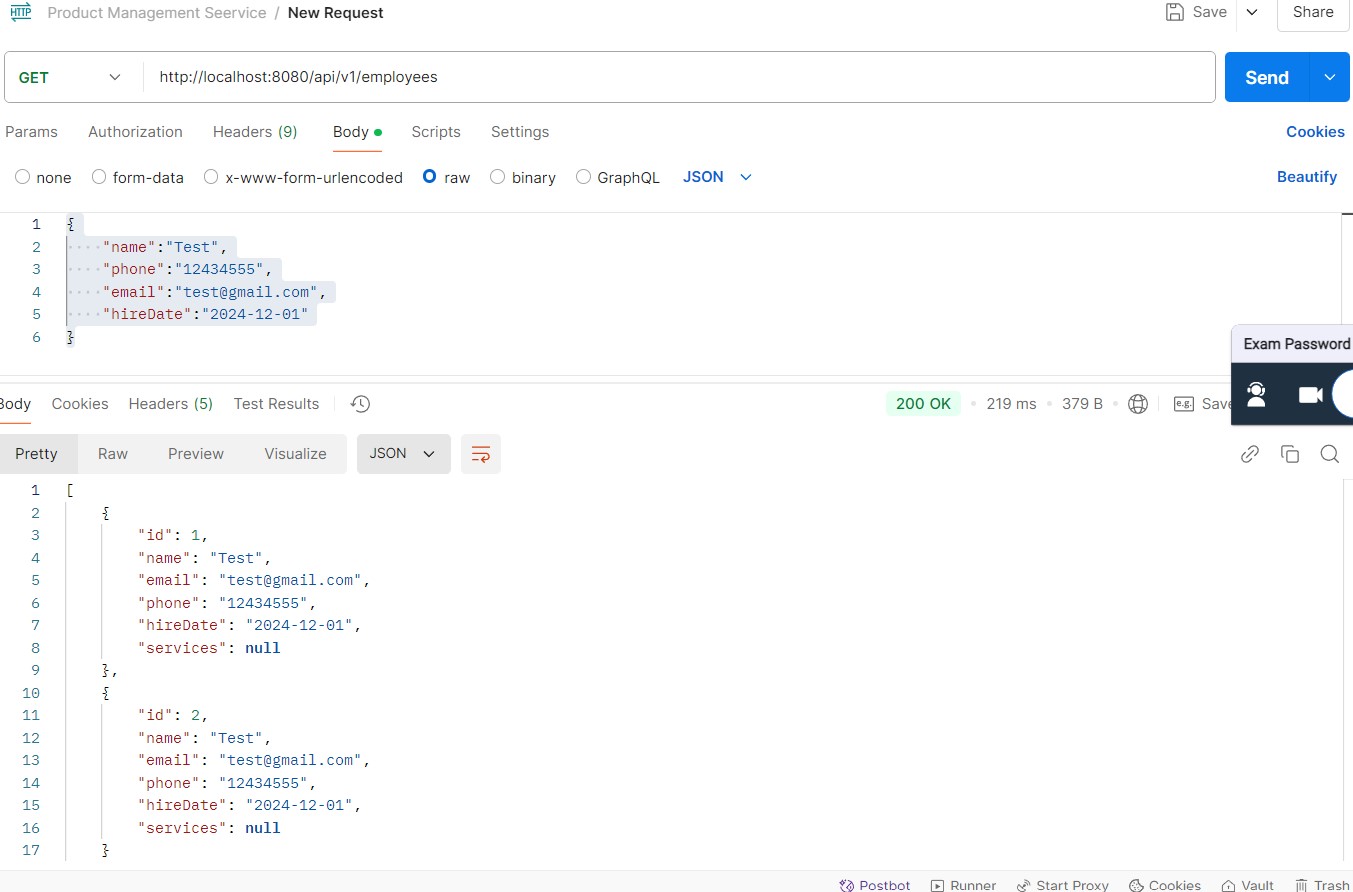 HTTP Product Management Seervice / New Request Save Share
GET http://localhost:8080/api/v1/employees Send
Params Authorization Headers (9) Body Scripts Settings Cookies
none form-data x-www-form-urlencoded raw binary GraphQL JSON Beautify
1 {
2 "name":"Test",
3 "phone":"12434555",
4 "email":"test@gmail.com",
5 "hireDate":"2024-12-01"
6 }
Exam Password
Body Cookies Headers (5) Test Results 200 OK 219 ms 379 B e.g. Save
Pretty Raw Preview Visualize JSON
1 [
2 {
3 "id": 1,
4 "name": "Test",
5 "email": "test@gmail.com",
6 "phone": "12434555",
7 "hireDate": "2024-12-01",
8 "services": null
9 },
10 {
11 "id": 2,
12 "name": "Test",
13 "email": "test@gmail.com",
14 "phone": "12434555",
15 "hireDate": "2024-12-01",
16 "services": null
17 }
Postbot Runner Start Proxy Cookies Vault Trash